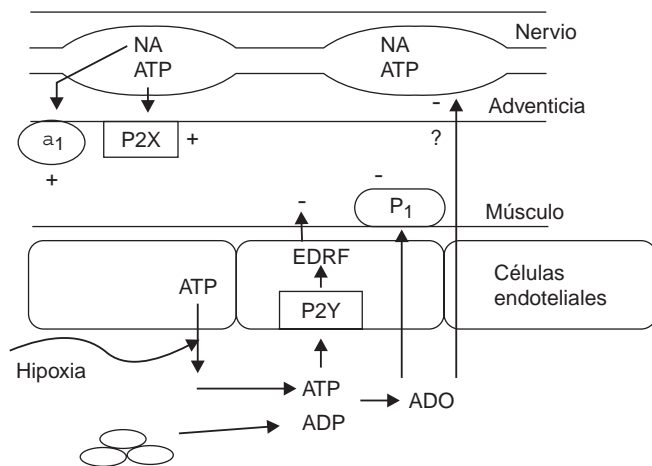 Nervio
NA
ATP
NA
ATP
-
Adventicia
a1
P2X
+
?
+
-
-
P1
Músculo
EDRF
ATP
P2Y
Células
endoteliales
Hipoxia
ATP
ADO
ADP